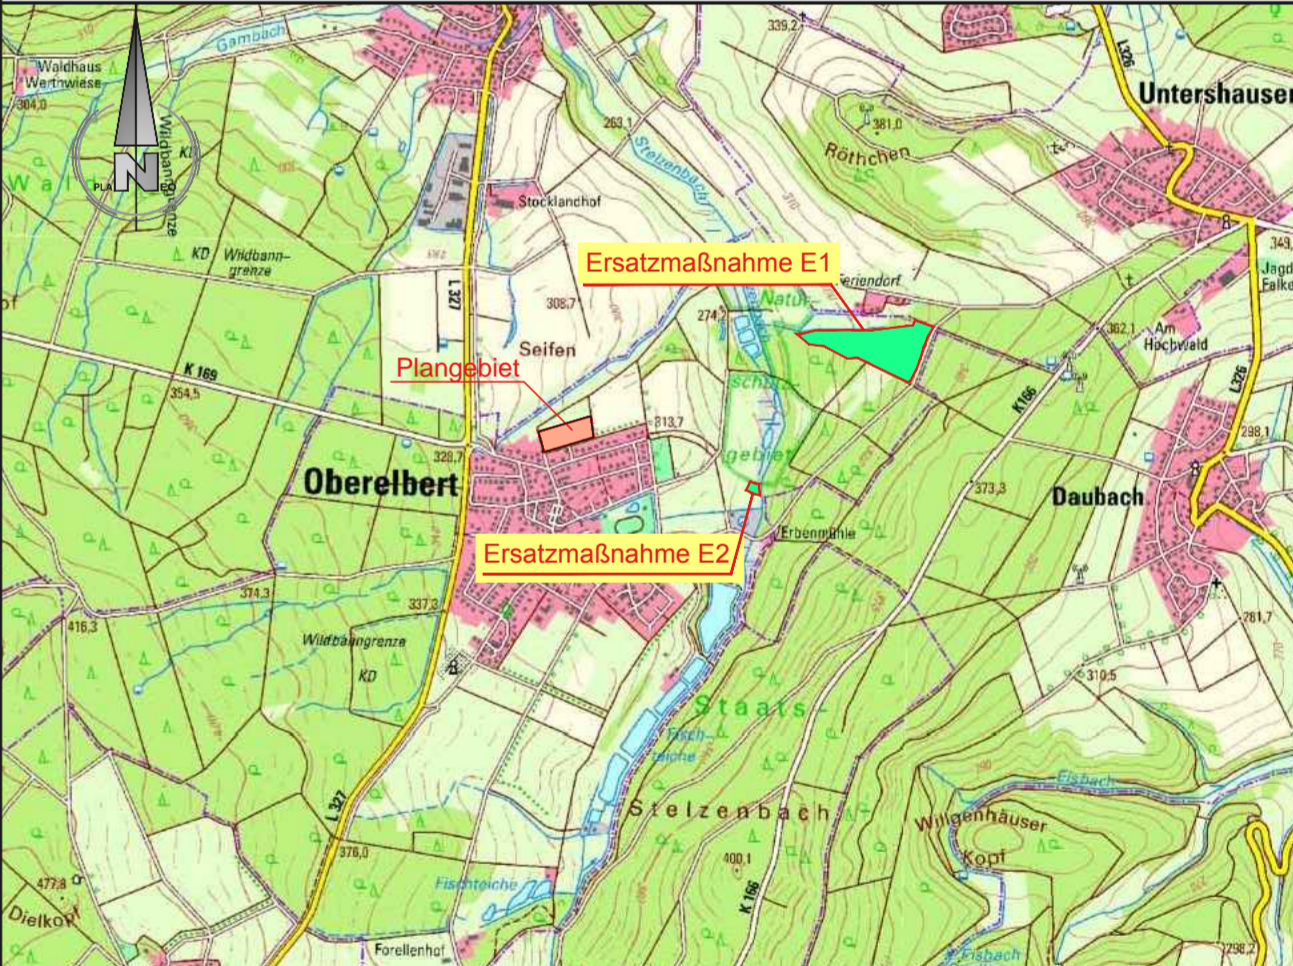 Gambach
339,2
L326
Waldhaus
Werthwiese
304,0
Wildbanngrenze
N
263,1
381,0
Röthchen
Untershausen
Stelzenbach
Stocklandhof
KD Wildbann-
grenze
L 327
308,7
Ersatzmaßnahme E1
Feriendorf
Natur-
274,2
349,
Jagd
Falke
362,1
Am
Hochwald
Seifen
Plangebiet
K 169
354,5
schutz-
K166
L326
313,7
298,1
328,7
gebiet
Oberelbert
373,3
Daubach
Erbenmühle
Ersatzmaßnahme E2
374,3
337,3
416,3
281,7
Wildbanngrenze
KD
310,5
Staats-
Fisch-
teiche
Eisbach
Stelzenbach
Willgenhäuser
Kopf
L327
376,0
400,1
K 166
477,8
Fischteiche
Dielkopf
Forellenhof
Eisbach
298,2